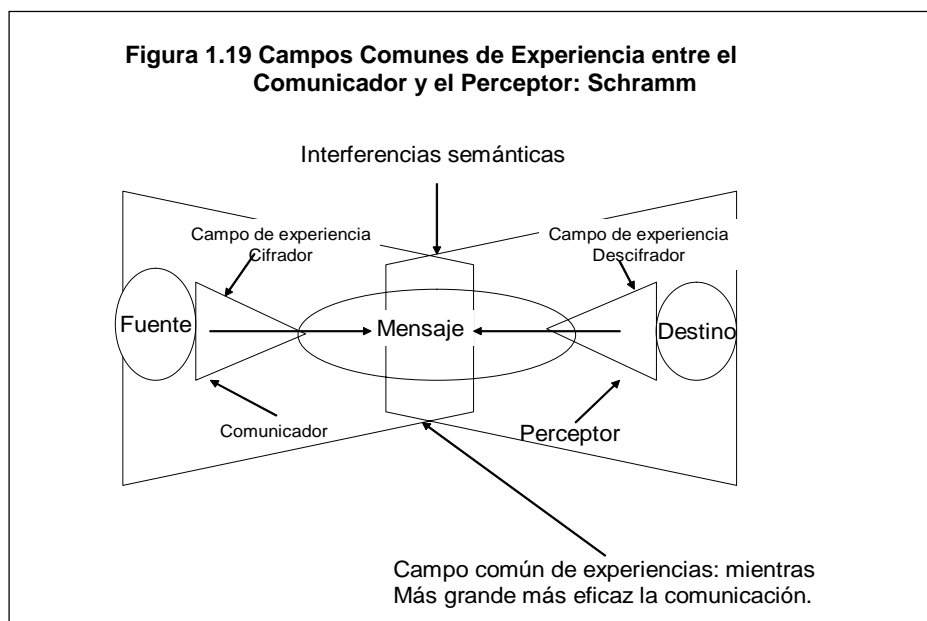 Figura 1.19 Campos Comunes de Experiencia entre el
Comunicador y el Perceptor: Schramm
Interferencias semánticas
Campo de experiencia
Cifrador
Campo de experiencia
Descifrador
Fuente
Mensaje
Destino
Comunicador
Perceptor
Campo común de experiencias: mientras
Más grande más eficaz la comunicación.